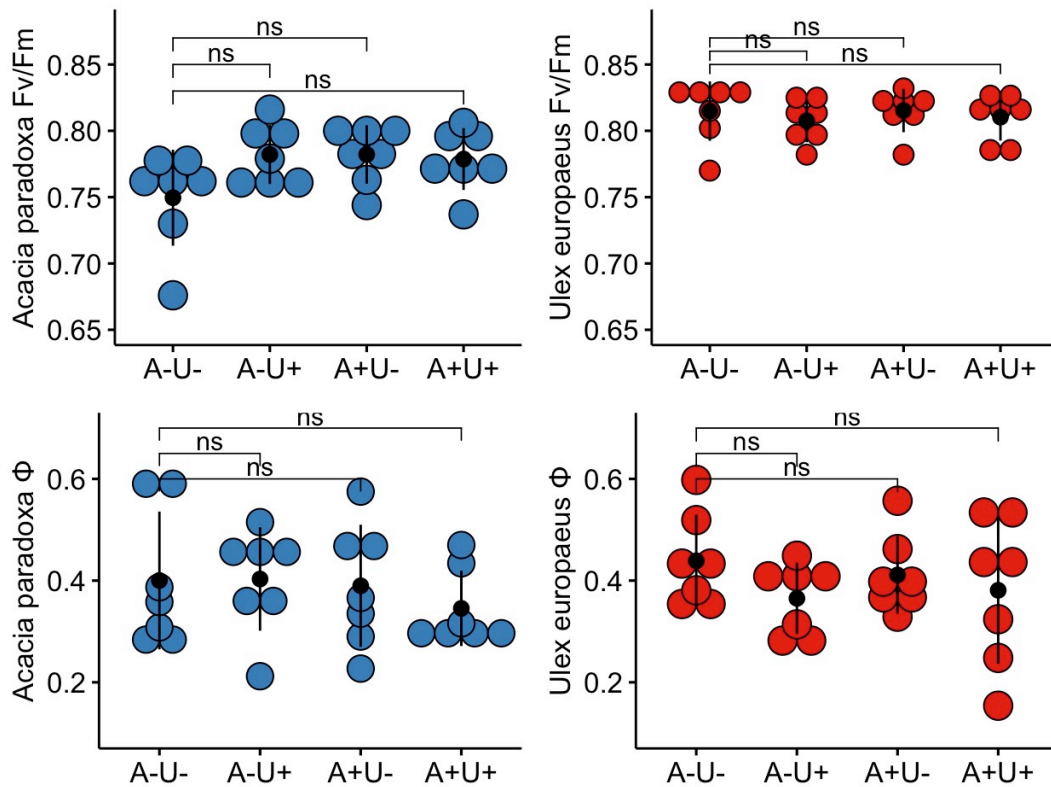 Acacia paradoxa Fv/Fm
0.85
0.80
0.75
0.70
0.65
ns
ns
ns
A-U-
A-U+
A+U-
A+U+
Ulex europaeus Fv/Fm
0.85
0.80
0.75
0.70
0.65
ns
ns
ns
A-U-
A-U+
A+U-
A+U+
Acacia paradoxa Φ
0.6
0.4
0.2
ns
ns
ns
A-U-
A-U+
A+U-
A+U+
Ulex europaeus Φ
0.6
0.4
0.2
ns
ns
ns
A-U-
A-U+
A+U-
A+U+